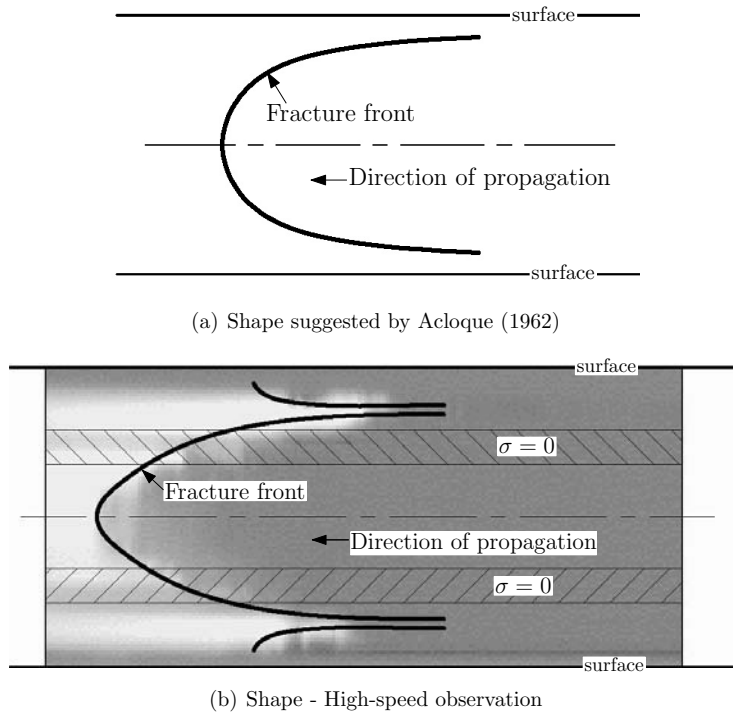 surface
Fracture front
Direction of propagation
surface
(a) Shape suggested by Acloque (1962)
surface
σ = 0
Fracture front
Direction of propagation
σ = 0
surface
(b) Shape - High-speed observation